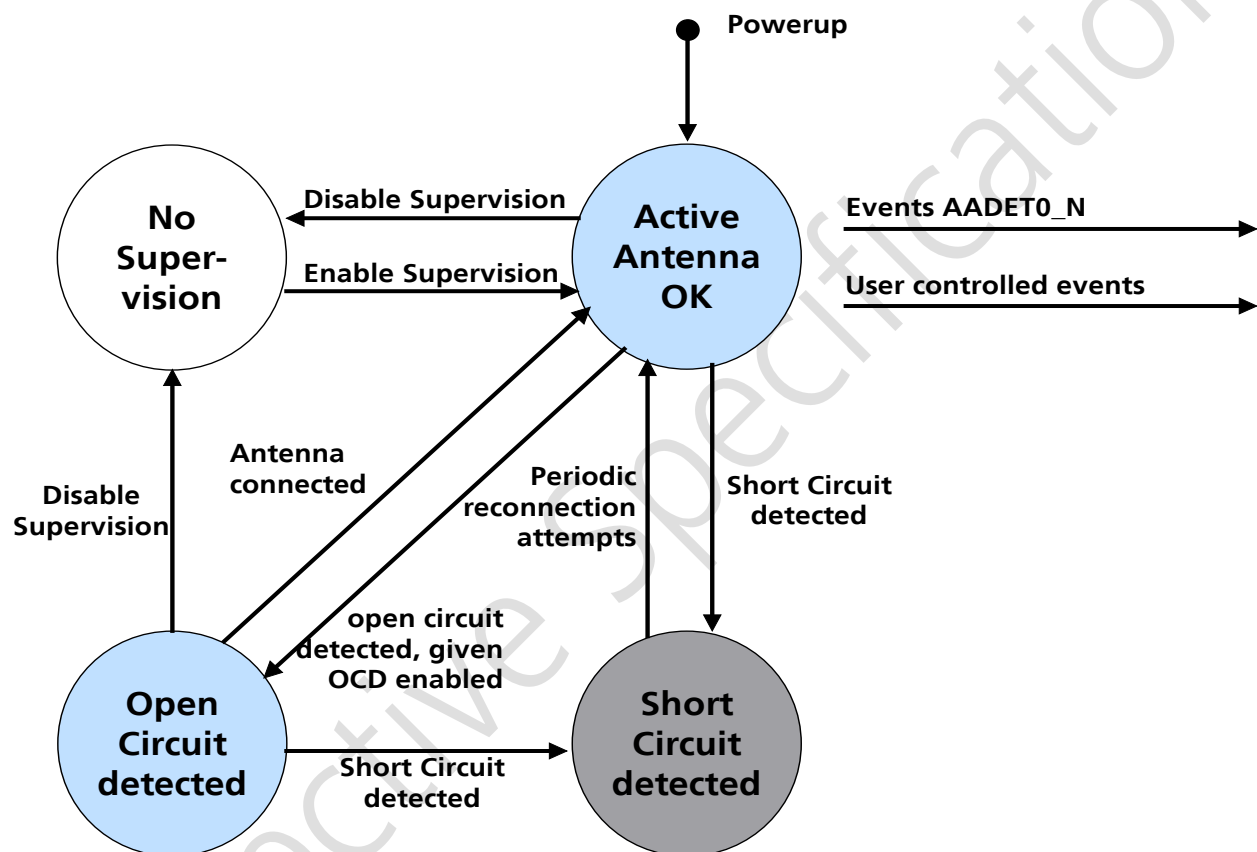 Powerup
No
Super-
vision
Disable Supervision
Enable Supervision
Active
Antenna
OK
Events AADET0_N
User controlled events
Disable
Supervision
Antenna
connected
Periodic
reconnection
attempts
Short Circuit
detected
open circuit
detected, given
OCD enabled
Open
Circuit
detected
Short Circuit
detected
Short
Circuit
detected
ctive Specification